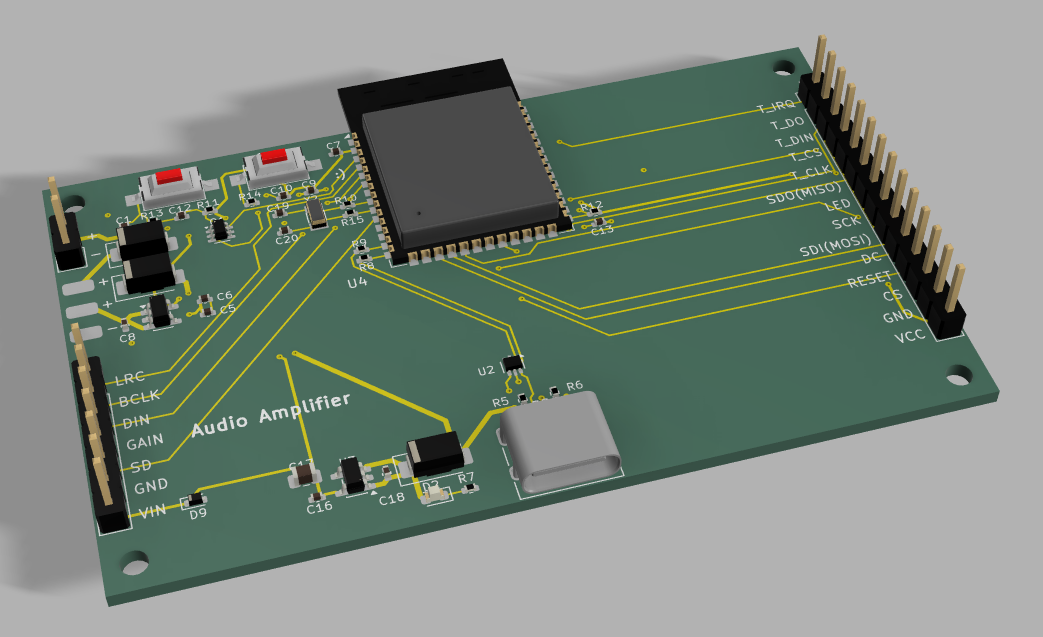 T_IRQ
T_DO
T_DIN
T_CS
T_CLK
SDO(MISO)
LED
SCK
SDI(MOSI)
DC
RESET
CS
GND
VCC
C7
:)
C10
C9
R14
C1
R13
C12
R11
C19
C20
R15
R12
C13
R9
R8
U4
+
−
+
+
−
C6
C5
C8
U2
R5
R6
LRC
BCLK
DIN
GAIN
SD
GND
VIN
Audio Amplifier
D9
C16
C18
D2
R7